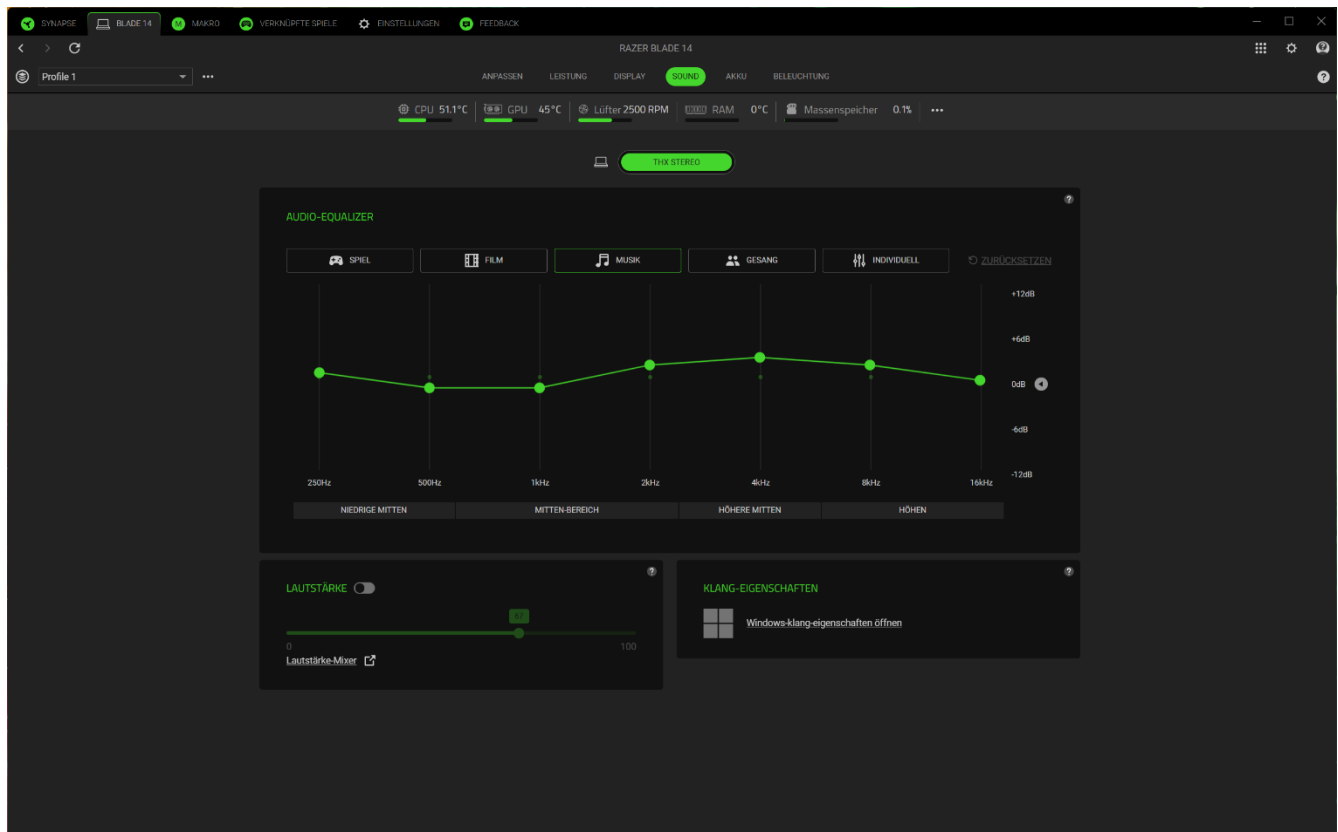 SYNAPSE BLADE 14 M MAKRO VERKNÜPFTE SPIELE EINSTELLUNGEN FEEDBACK
RAZER BLADE 14
Profile 1 ANPASSEN LEISTUNG DISPLAY SOUND AKKU BELEUCHTUNG ?
CPU 51.1°C GPU 45°C Lüfter 2500 RPM RAM 0°C Massenspeicher 0.1%
THX STEREO
?
AUDIO-EQUALIZER
SPIEL FILM MUSIK GESANG INDIVIDUELL ZURÜCKSETZEN
+12dB
+6dB
0dB
-6dB
-12dB
250Hz 500Hz 1kHz 2kHz 4kHz 8kHz 16kHz
NIEDRIGE MITTEN MITTEN-BEREICH HÖHERE MITTEN HÖHEN
? ?
LAUTSTÄRKE KLANG-EIGENSCHAFTEN
67
Windows-klang-eigenschaften öffnen
0 100
Lautstärke-Mixer